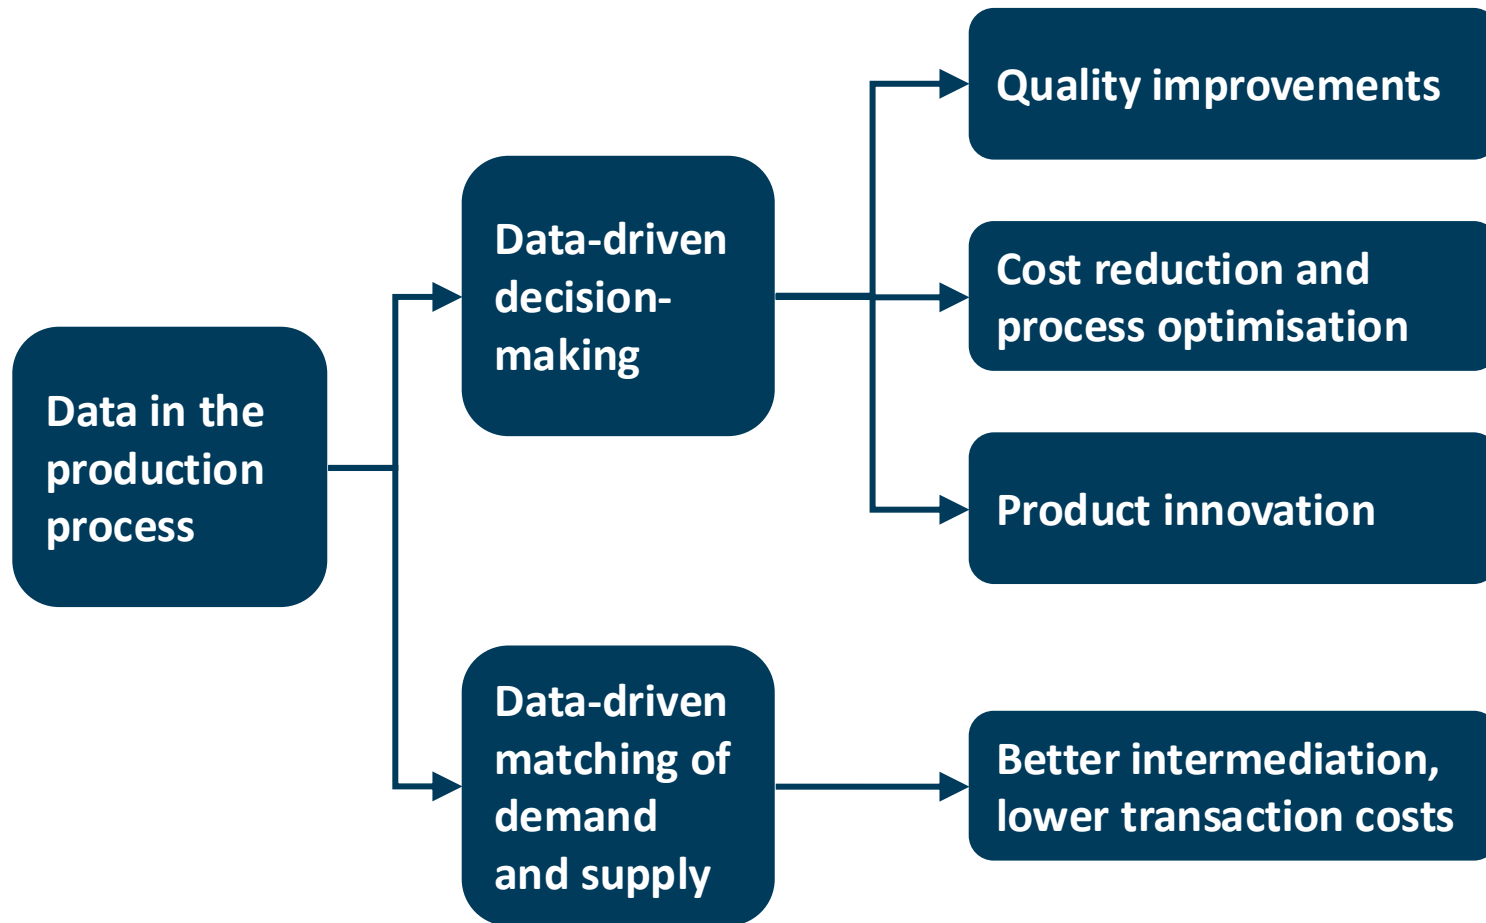 Data in the
production
process
Data-driven
decision-
making
Data-driven
matching of
demand
and supply
Quality improvements
Cost reduction and
process optimisation
Product innovation
Better intermediation,
lower transaction costs